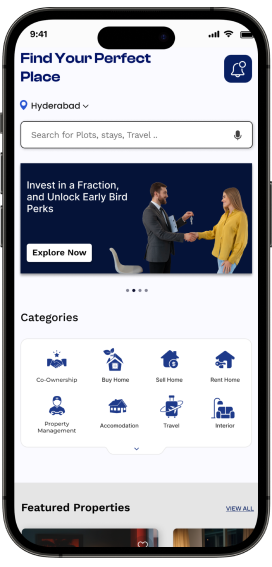 9:41
Find Your Perfect
Place
Hyderabad
Search for Plots, stays, Travel ..
Invest in a Fraction,
and Unlock Early Bird
Perks
Explore Now
Categories
Co-Ownership
Buy Home
Sell Home
Rent Home
Property
Management
Accomodation
Travel
Interior
Featured Properties
VIEW ALL